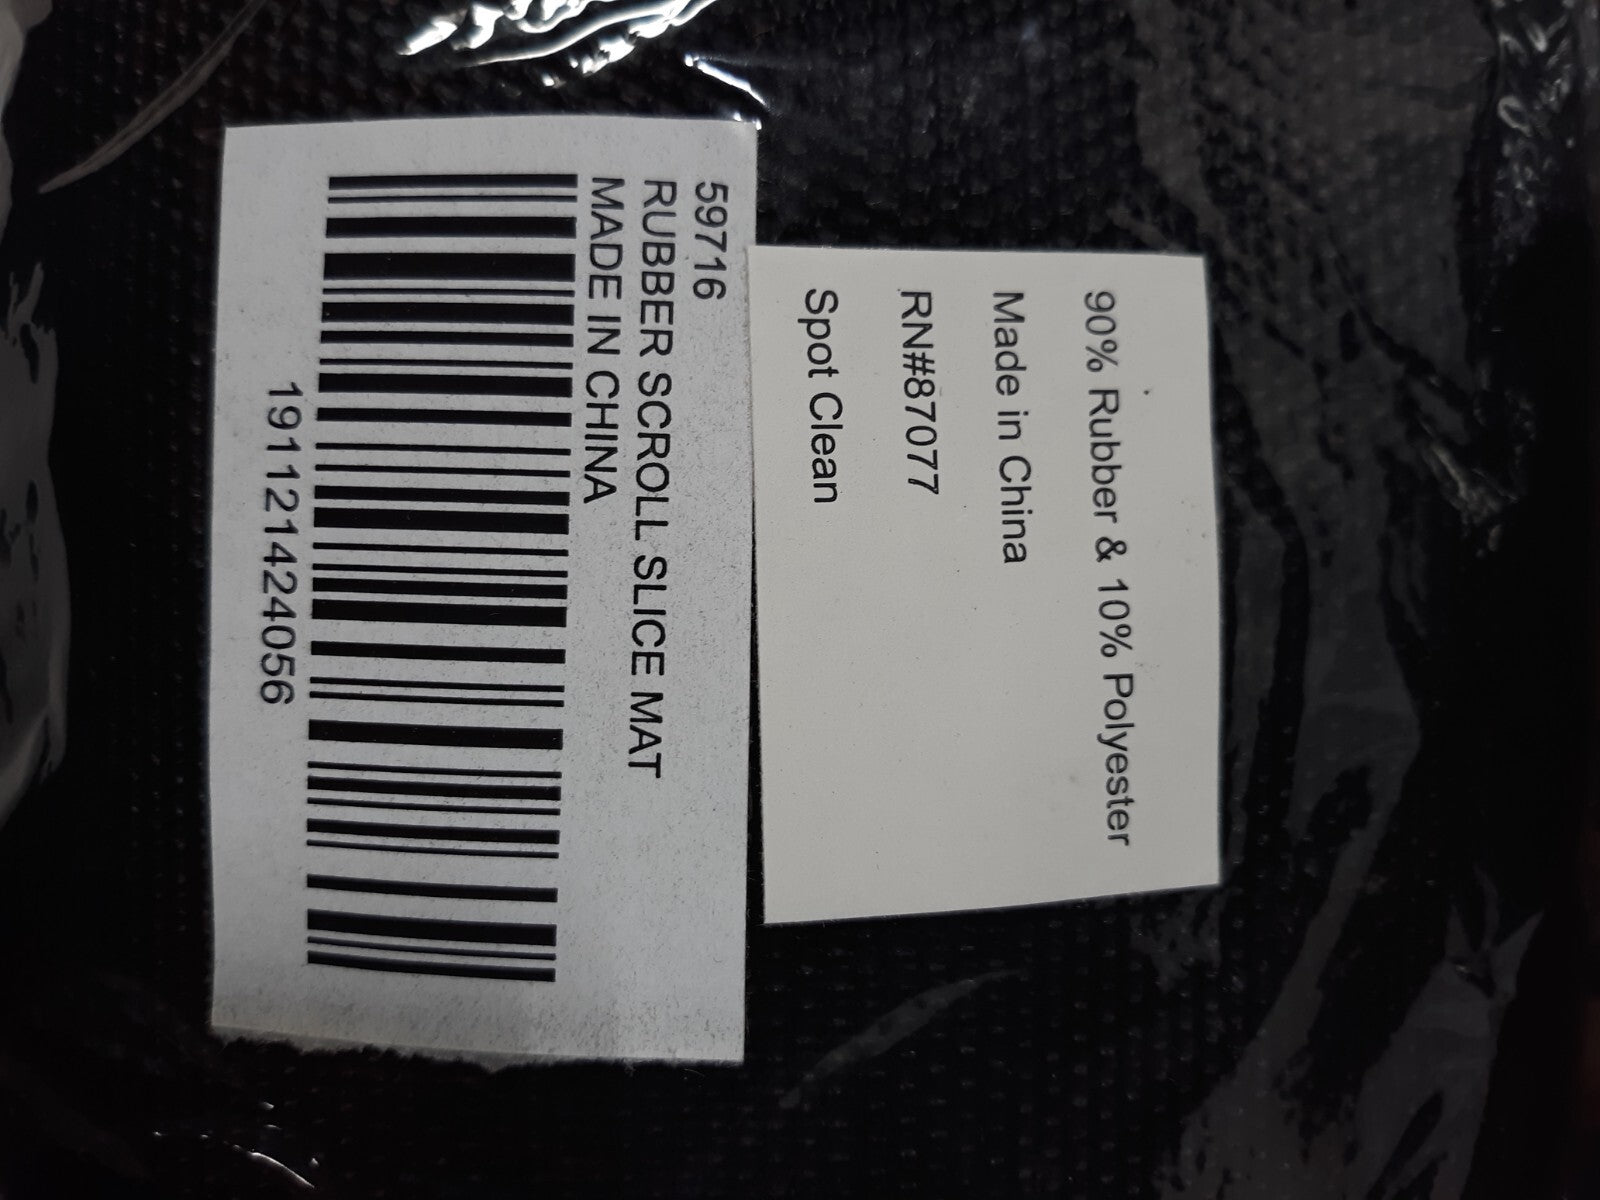 59716
RUBBER SCROLL SLICE MAT
MADE IN CHINA
191121424056
90% Rubber & 10% Polyester
Made in China
RN#87077
Spot Clean